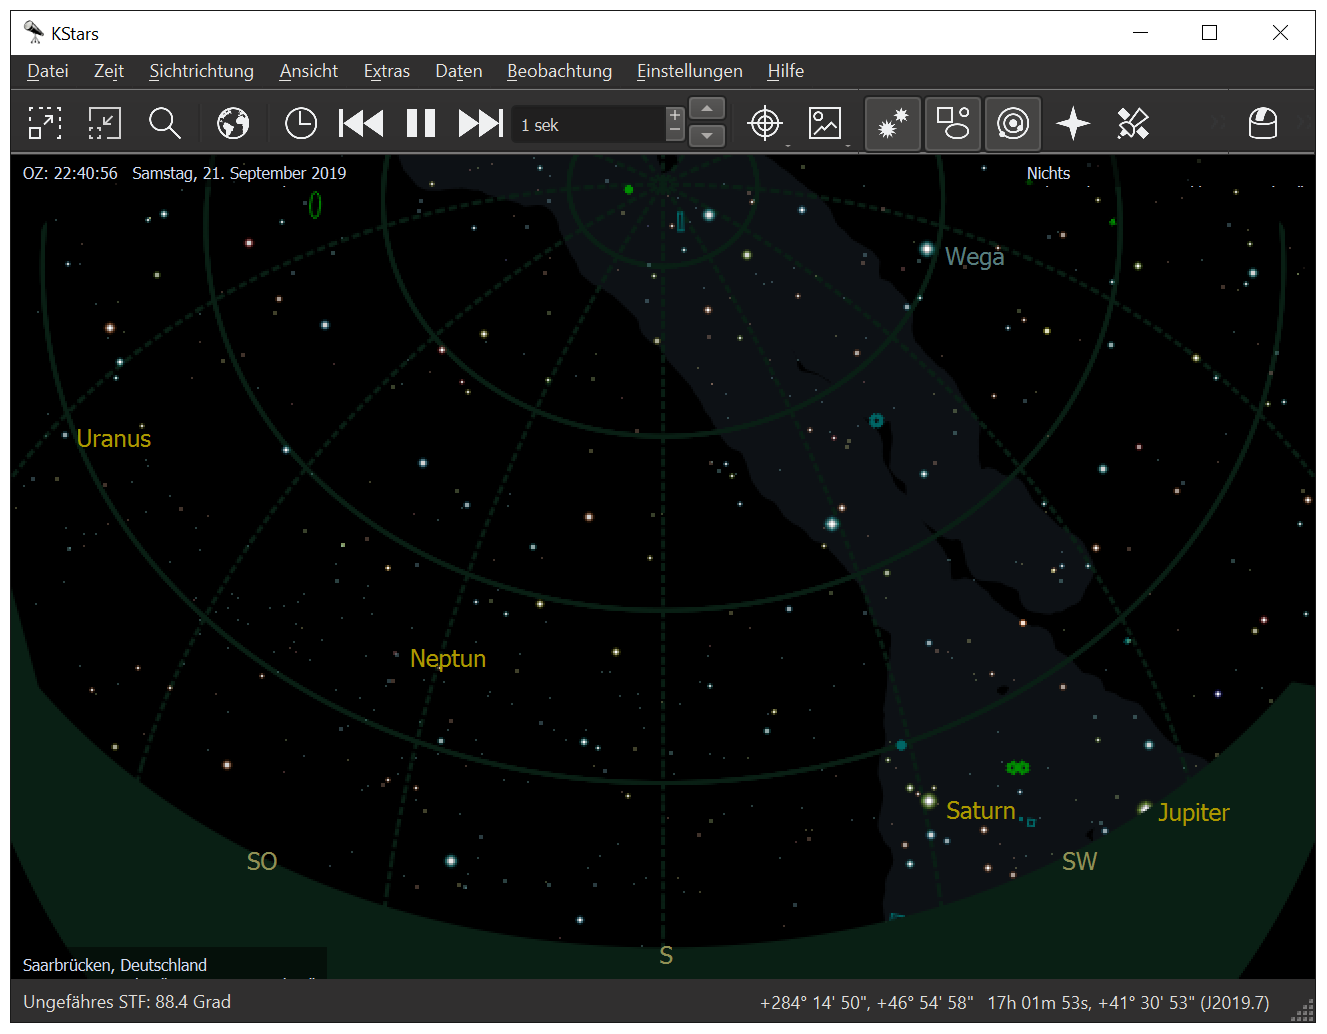 KStars
Datei Zeit Sichtrichtung Ansicht Extras Daten Beobachtung Einstellungen Hilfe
1 sek
OZ: 22:40:56 Samstag, 21. September 2019
Nichts
Wega
Uranus
Neptun
Saturn
Jupiter
SO
SW
S
Saarbrücken, Deutschland
Ungefähres STF: 88.4 Grad
+284° 14' 50", +46° 54' 58" 17h 01m 53s, +41° 30' 53" (J2019.7)